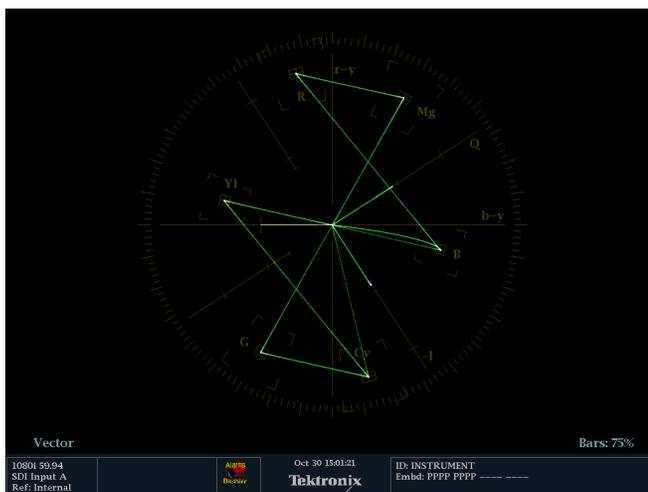 r-y
R
Mg
Q
Yl
b-y
B
G
Cy
-I
Vector
Bars: 75%
1080i 59.94
SDI Input A
Ref: Internal
Alarms
Oct 30 15:01:21
Tektronix
ID: INSTRUMENT
Embd: PPPP PPPP ---- ----